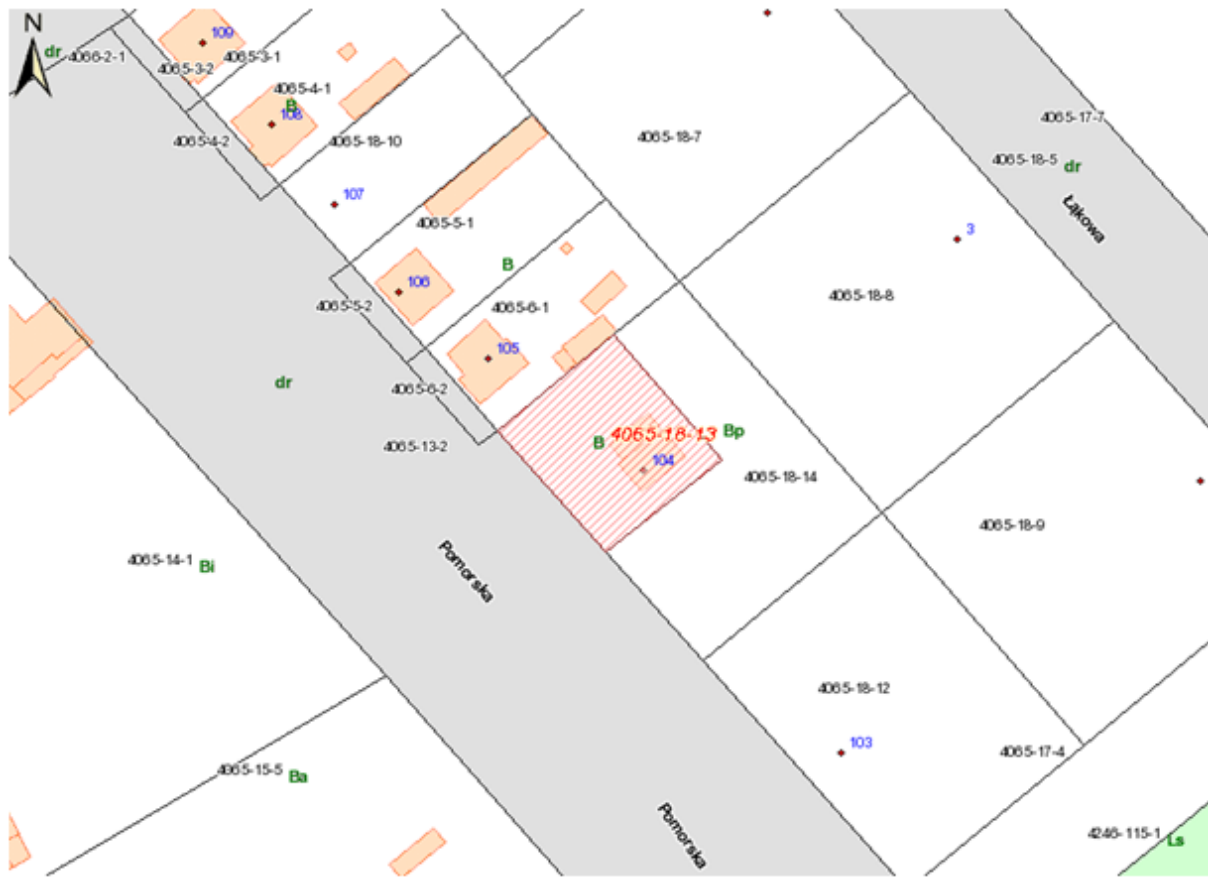 N
109
dr
4066-2-1
4065-3-2
4065-3-1
4065-4-1
B
108
4065-17-7
4065-4-2
4065-18-10
4065-18-7
4065-18-5
dr
107
Łąkowa
4065-5-1
3
B
106
4065-18-8
4065-5-2
4065-6-1
105
dr
4065-6-2
4065-18-13
Bp
B
4065-13-2
104
4065-18-14
4065-18-9
4065-14-1
Bi
Pomorska
4065-18-12
103
4065-17-4
4065-15-5
Ba
Pomorska
4246-115-1
Ls